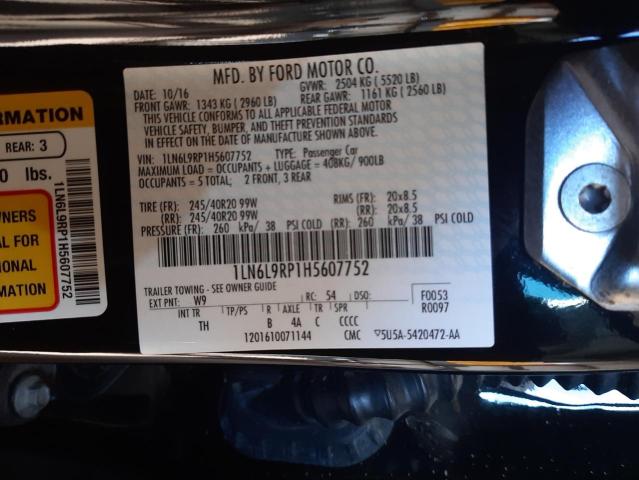 MFD. BY FORD MOTOR CO.
DATE: 10/16 GVWR: 2504 KG ( 5520 LB)
FRONT GAWR: 1343 KG ( 2960 LB) REAR GAWR: 1161 KG ( 2560 LB)
THIS VEHICLE CONFORMS TO ALL APPLICABLE FEDERAL MOTOR
VEHICLE SAFETY, BUMPER, AND THEFT PREVENTION STANDARDS
IN EFFECT ON THE DATE OF MANUFACTURE SHOWN ABOVE.
VIN: 1LN6L9RP1H5607752 TYPE: Passenger Car
MAXIMUM LOAD = OCCUPANTS + LUGGAGE = 408KG/ 900LB
OCCUPANTS = 5 TOTAL; 2 FRONT, 3 REAR
TIRE (FR): 245/40R20 99W RIMS (FR): 20x8.5
(RR): 245/40R20 99W (RR): 20x8.5
PRESSURE (FR): 260 kPa/ 38 PSI COLD (RR): 260 kPa/ 38 PSI COLD
1LN6L9RP1H5607752
TRAILER TOWING - SEE OWNER GUIDE
EXT PNT: W9 RC: 54 DSO: F0053
R0097
INT TR TP/PS R AXLE TR SPR
TH B 4A C CCCC
1201610071144 CMC ▽5U5A-5420472-AA
REAR: 3
lbs.
1LN6L9RP1H5607752